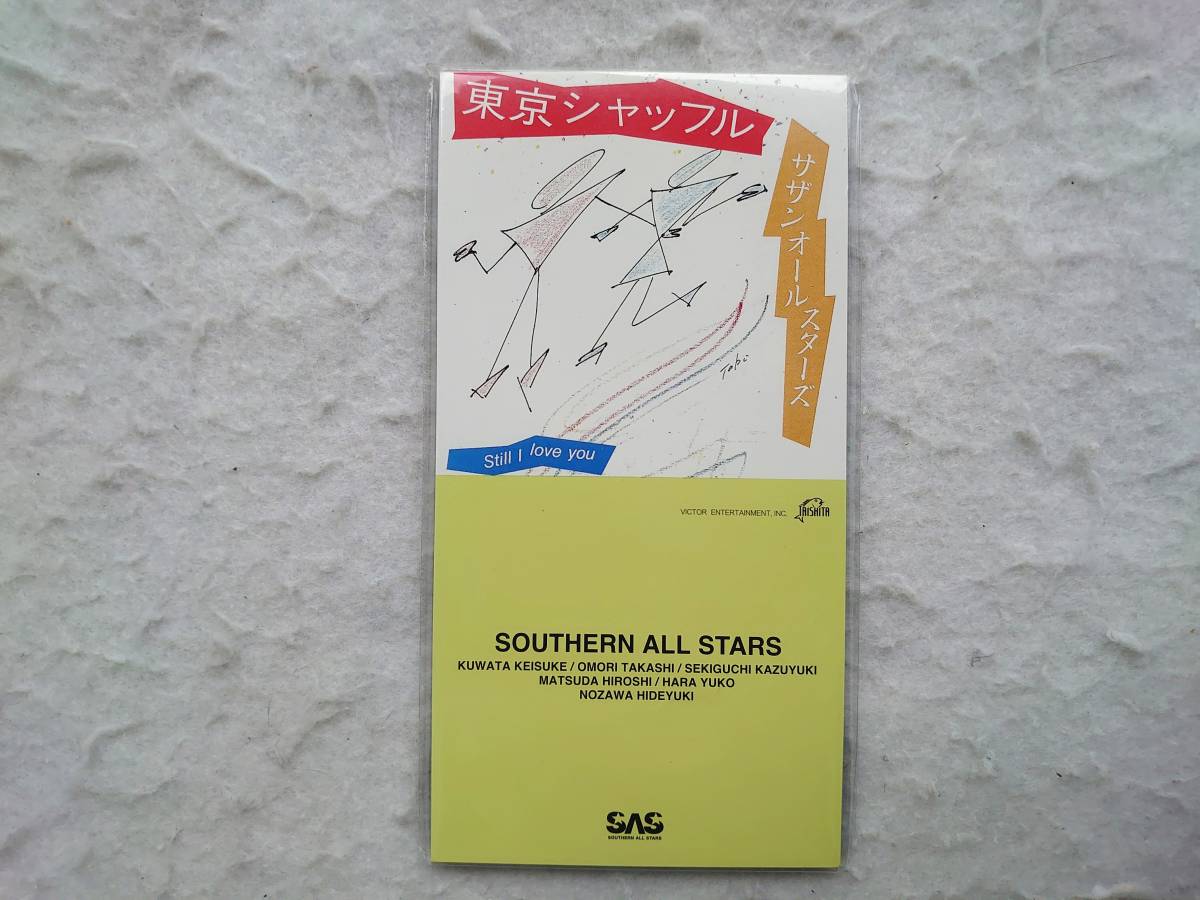 東京シャッフル
サザンオールスターズ
Tobi
Still I love you
VICTOR ENTERTAINMENT, INC.
TAISHITA
SOUTHERN ALL STARS
KUWATA KEISUKE / OMORI TAKASHI / SEKIGUCHI KAZUYUKI
MATSUDA HIROSHI / HARA YUKO
NOZAWA HIDEYUKI
SAS
SOUTHERN ALL STARS